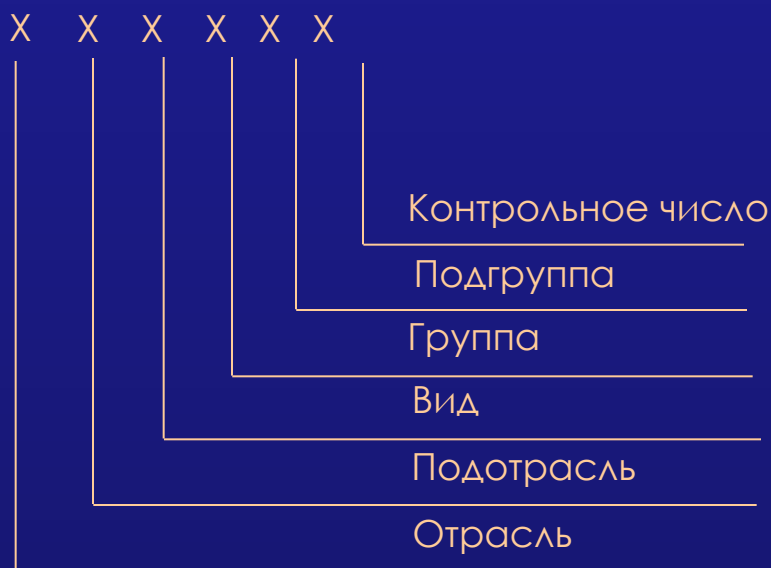 Х Х Х Х Х Х
Контрольное число
Подгруппа
Группа
Вид
Подотрасль
Отрасль